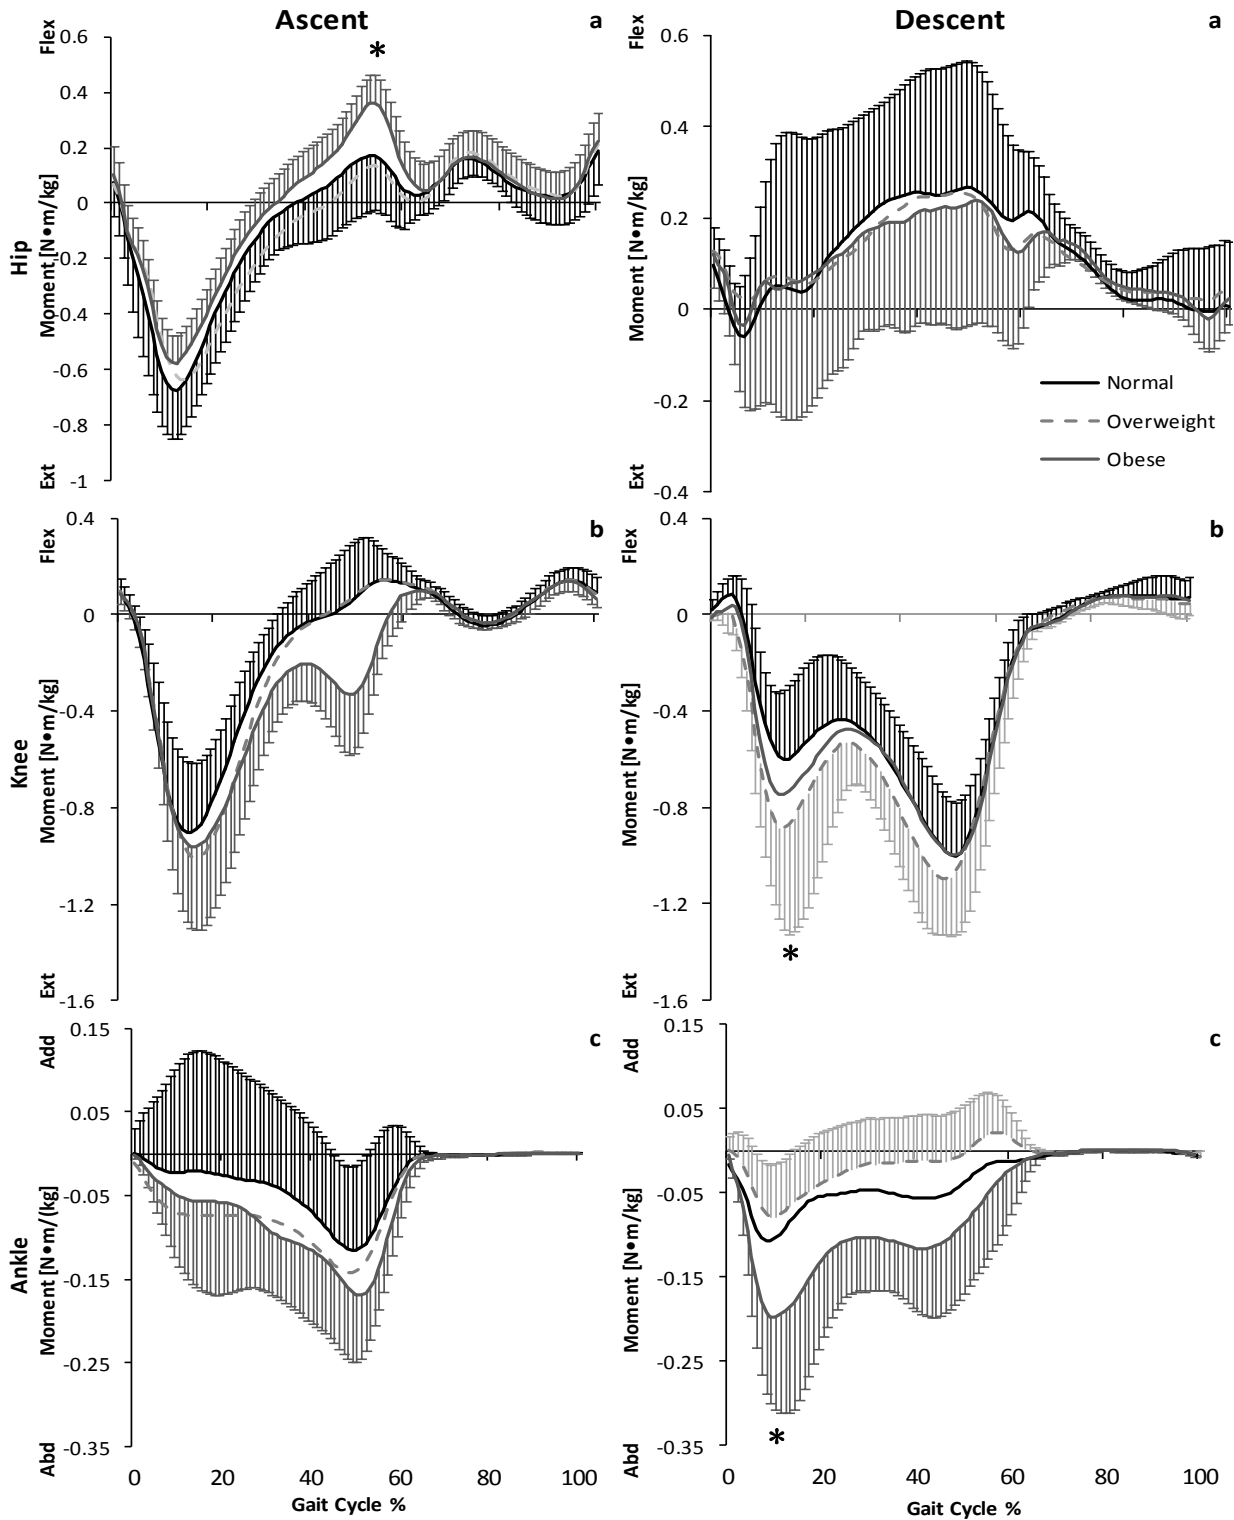 Ascent
Descent
a
a
*
Flex
0.6
0.4
0.2
0
-0.2
-0.4
-0.6
-0.8
-1
Ext
Hip
Moment [N•m/kg]
Flex
0.6
0.4
0.2
0
-0.2
-0.4
Ext
Moment [N•m/kg]
Normal
Overweight
Obese
b
Flex
0.4
0
-0.4
-0.8
-1.2
-1.6
Ext
Knee
Moment [N•m/kg]
b
Flex
0.4
0
-0.4
-0.8
-1.2
-1.6
Ext
Moment [N•m/kg]
*
c
Add
0.15
0.05
-0.05
-0.15
-0.25
-0.35
Abd
Ankle
Moment [N•m/(kg]
0 20 40 60 80 100
Gait Cycle %
c
Add
0.15
0.05
-0.05
-0.15
-0.25
-0.35
Abd
Moment [N•m/kg]
*
0 20 40 60 80 100
Gait Cycle %